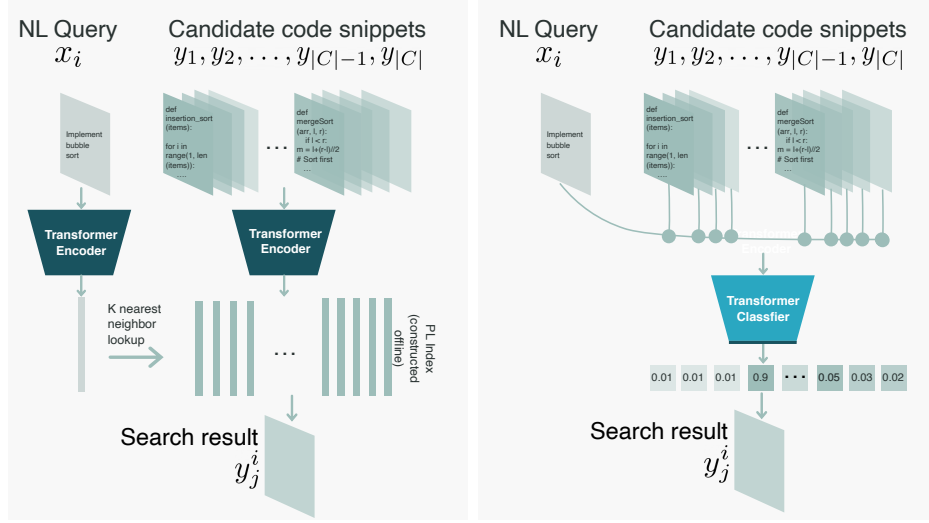 NL Query
x_i
Candidate code snippets
y_1, y_2, . . . , y_{|C|-1}, y_{|C|}
Implement
bubble
sort
def
insertion_sort
(items):
for i in
range(1, len
(items)):
....
...
def
mergeSort
(arr, l, r):
if l < r:
m = l+(r-l)//2
# Sort first
...
Transformer
Encoder
Transformer
Encoder
K nearest
neighbor
lookup
...
PL Index
(constructed
offline)
Search result
y_j^i
NL Query
x_i
Candidate code snippets
y_1, y_2, . . . , y_{|C|-1}, y_{|C|}
Implement
bubble
sort
def
insertion_sort
(items):
for i in
range(1, len
(items)):
....
...
def
mergeSort
(arr, l, r):
if l < r:
m = l+(r-l)//2
# Sort first
...
Transformer
Encoder
Transformer
Classfier
0.01 0.01 0.01 0.9 ... 0.05 0.03 0.02
Search result
y_j^i